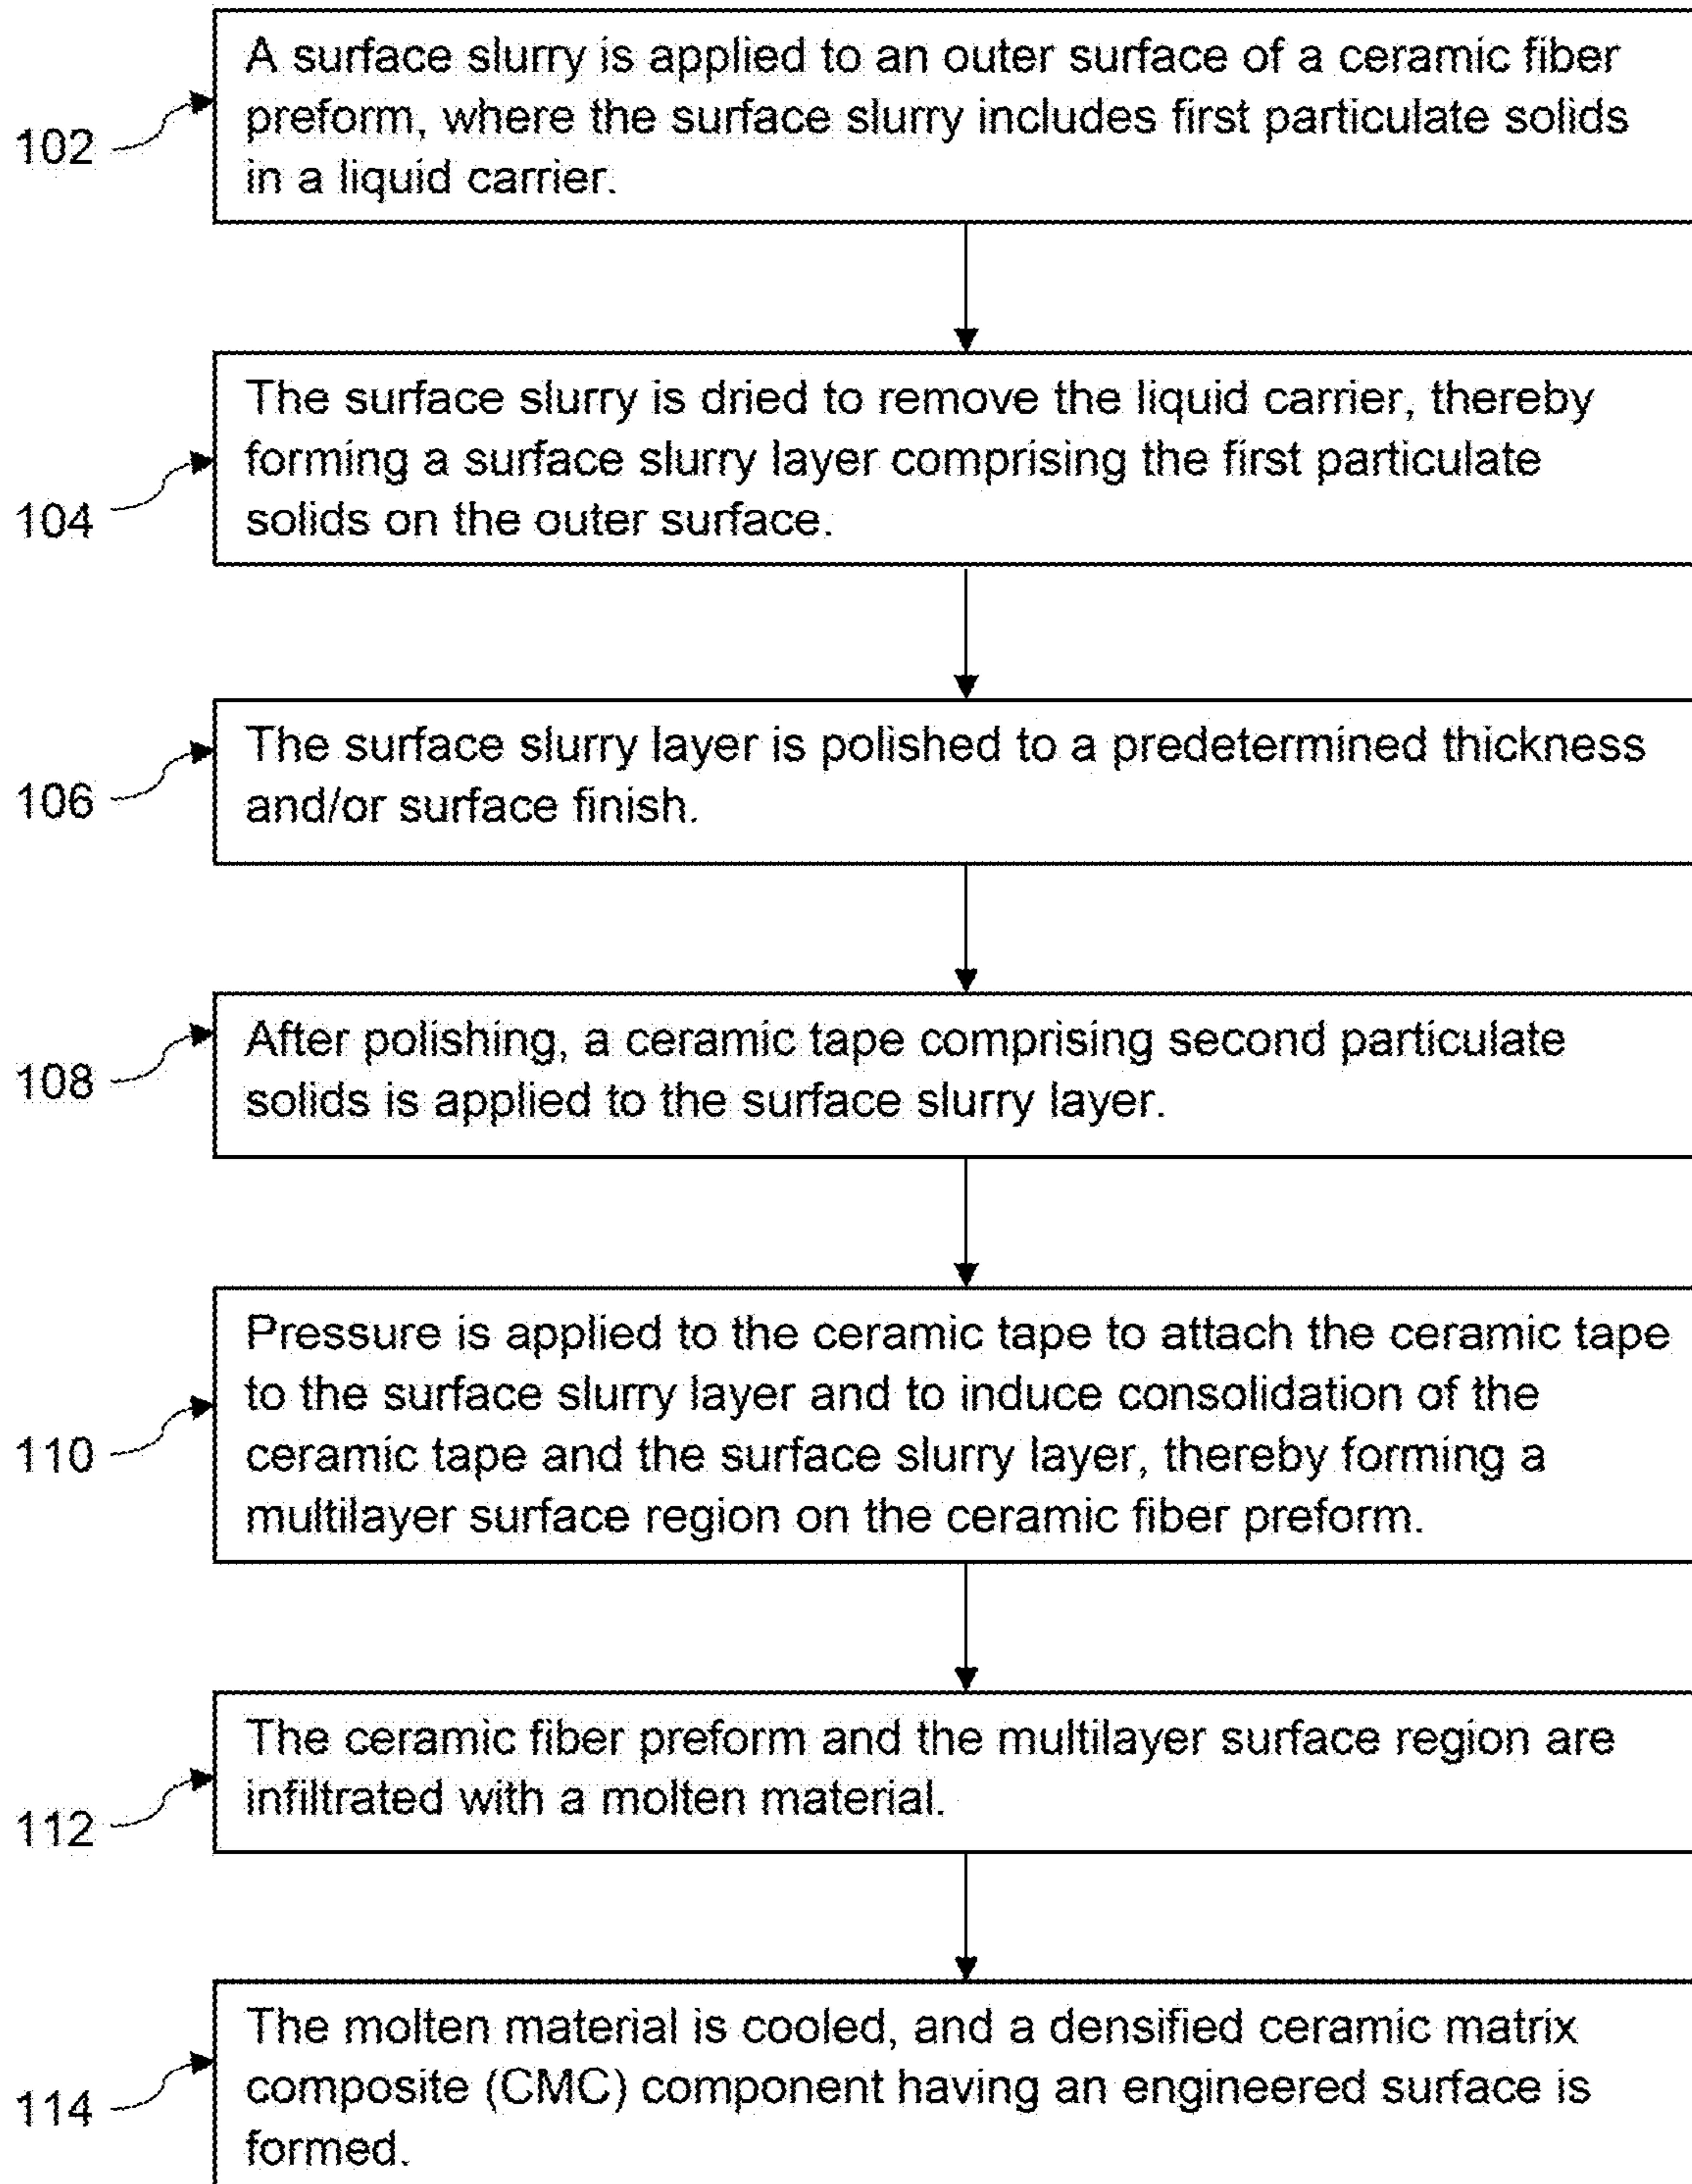 A surface slurry is applied to an outer surface of a ceramic fiber
preform, where the surface slurry includes first particulate solids
in a liquid carrier.
102
The surface slurry is dried to remove the liquid carrier, thereby
forming a surface slurry layer comprising the first particulate
solids on the outer surface.
104
The surface slurry layer is polished to a predetermined thickness
and/or surface finish.
106
After polishing, a ceramic tape comprising second particulate
solids is applied to the surface slurry layer.
108
Pressure is applied to the ceramic tape to attach the ceramic tape
to the surface slurry layer and to induce consolidation of the
ceramic tape and the surface slurry layer, thereby forming a
multilayer surface region on the ceramic fiber preform.
110
The ceramic fiber preform and the multilayer surface region are
infiltrated with a molten material.
112
The molten material is cooled, and a densified ceramic matrix
composite (CMC) component having an engineered surface is
formed.
114